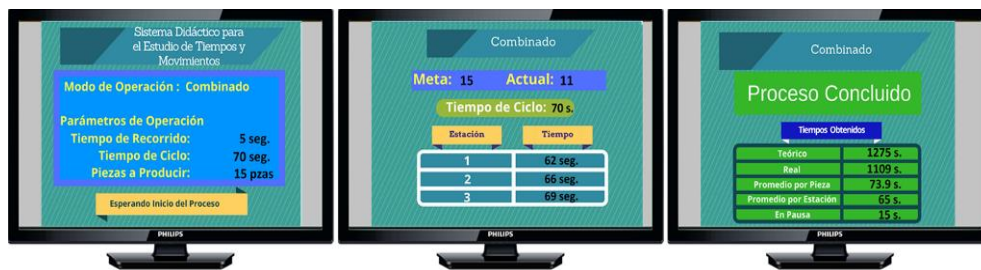 Sistema Didáctico para
el Estudio de Tiempos y
Movimientos
Modo de Operación : Combinado
Parámetros de Operación
Tiempo de Recorrido: 5 seg.
Tiempo de Ciclo: 70 seg.
Piezas a Producir: 15 pzas
Esperando Inicio del Proceso
PHILIPS
Combinado
Meta: 15 Actual: 11
Tiempo de Ciclo: 70 s.
Estación Tiempo
1 62 seg.
2 66 seg.
3 69 seg.
PHILIPS
Combinado
Proceso Concluido
Tiempos Obtenidos
Teórico 1275 s.
Real 1109 s.
Promedio por Pieza 73.9 s.
Promedio por Estación 65 s.
En Pausa 15 s.
PHILIPS